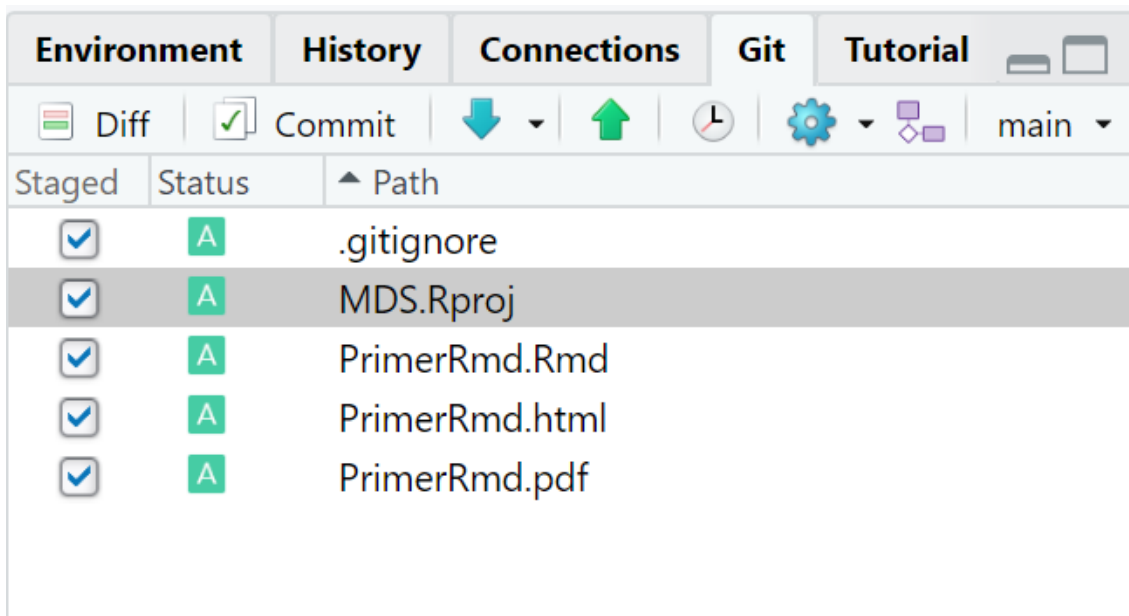 Environment History Connections Git Tutorial
Diff Commit main
Staged Status Path
A .gitignore
A MDS.Rproj
A PrimerRmd.Rmd
A PrimerRmd.html
A PrimerRmd.pdf